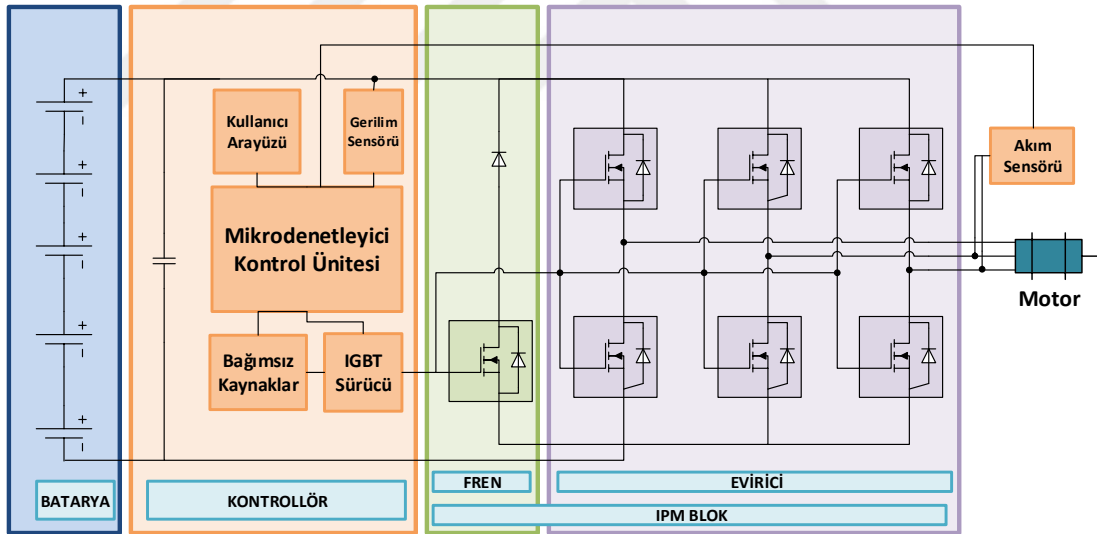 Kullanıcı
Arayüzü
Gerilim
Sensörü
Mikrodenetleyici
Kontrol Ünitesi
Bağımsız
Kaynaklar
IGBT
Sürücü
Akım
Sensörü
Motor
+
−
+
−
+
−
+
−
+
−
BATARYA
KONTROLLÖR
FREN
EVİRİCİ
IPM BLOK